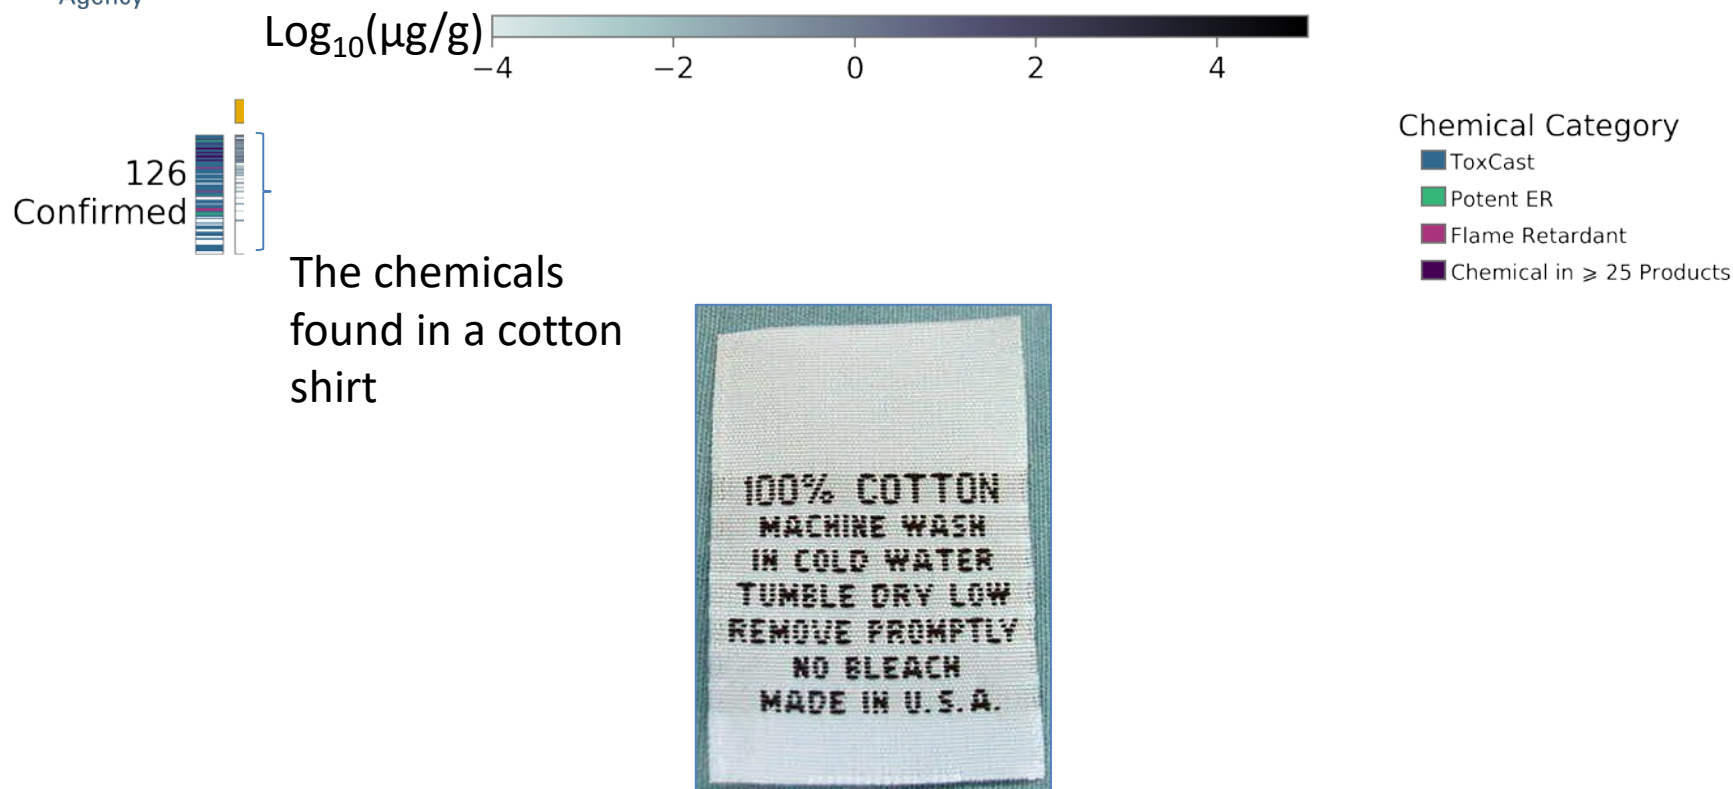 Agency
Log₁₀(µg/g)
−4 −2 0 2 4
126
Confirmed
Chemical Category
ToxCast
Potent ER
Flame Retardant
Chemical in ⩾ 25 Products
The chemicals
found in a cotton
shirt
100% COTTON
MACHINE WASH
IN COLD WATER
TUMBLE DRY LOW
REMOVE PROMPTLY
NO BLEACH
MADE IN U.S.A.